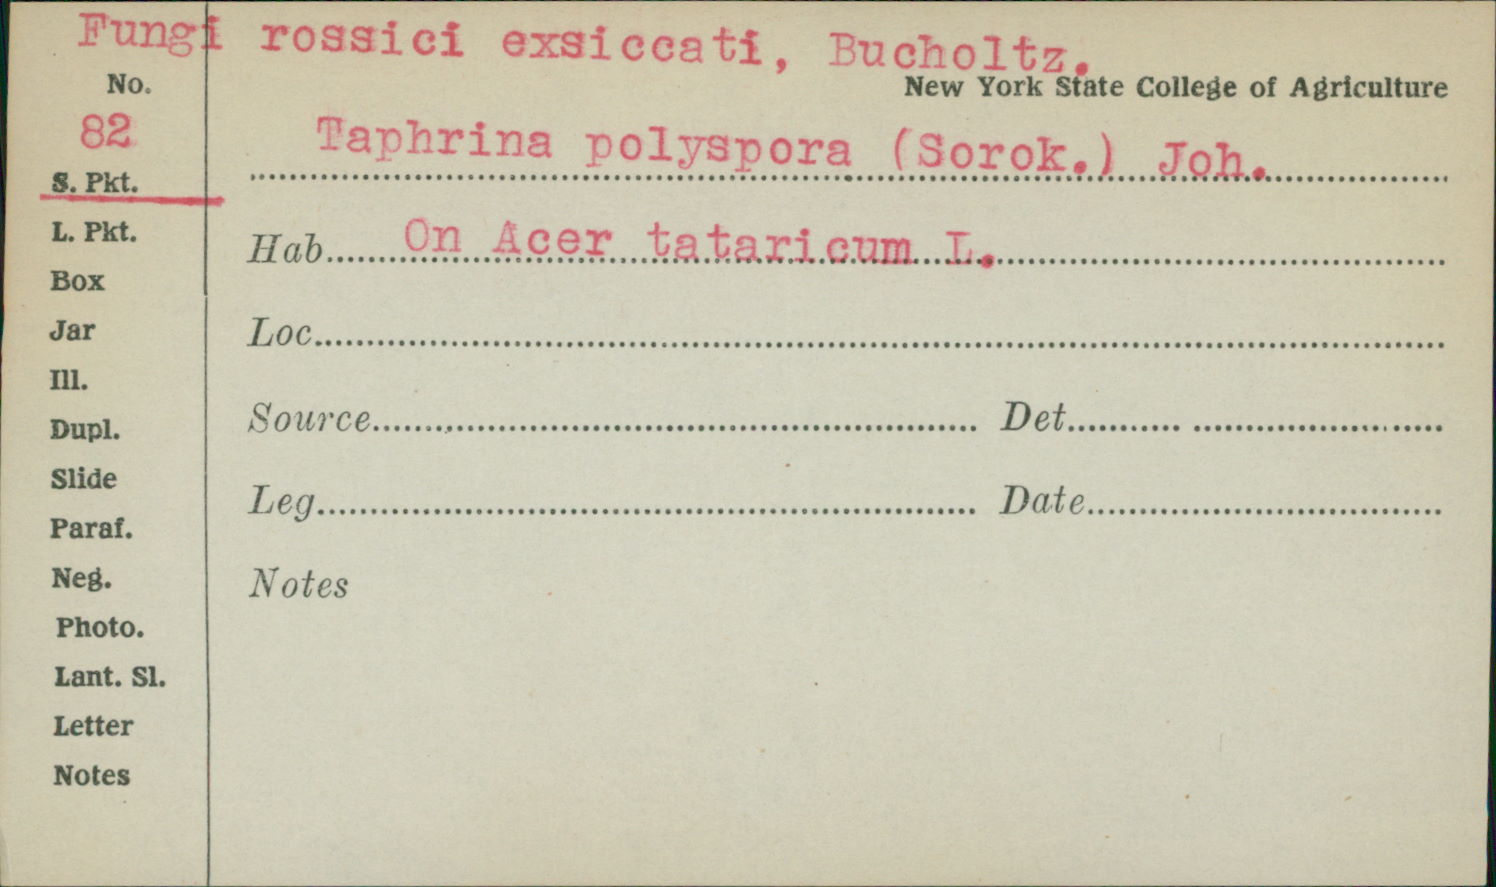 Fungi rossici exsiccati, Bucholtz.
No.
New York State College of Agriculture
82
Taphrina polyspora (Sorok.) Joh.
S. Pkt.
L. Pkt.
Hab. On Acer tataricum L.
Box
Jar
Loc.
Ill.
Dupl.
Source Det.
Slide
Leg. Date
Paraf.
Neg.
Notes
Photo.
Lant. Sl.
Letter
Notes